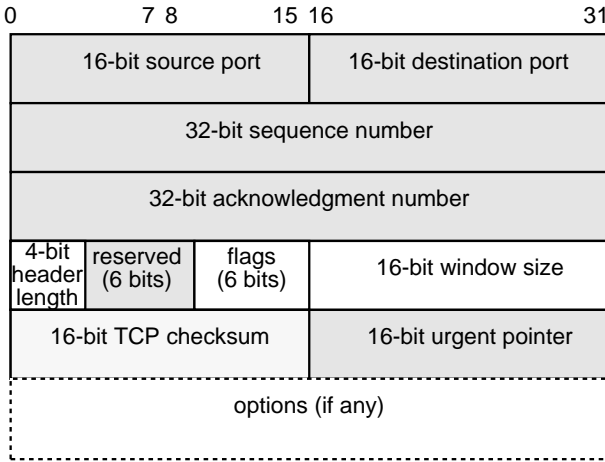 0 7 8 15 16 31
16-bit source port 16-bit destination port
32-bit sequence number
32-bit acknowledgment number
4-bit
header
length
reserved
(6 bits)
flags
(6 bits)
16-bit window size
16-bit TCP checksum 16-bit urgent pointer
options (if any)